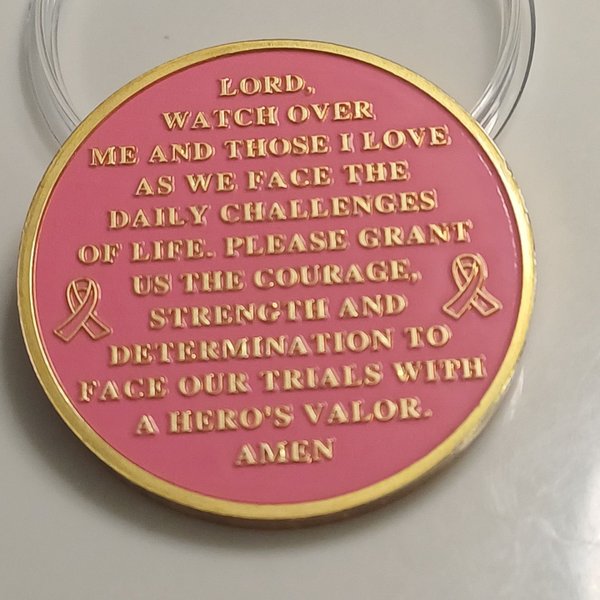 LORD,
WATCH OVER
ME AND THOSE I LOVE
AS WE FACE THE
DAILY CHALLENGES
OF LIFE. PLEASE GRANT
US THE COURAGE,
STRENGTH AND
DETERMINATION TO
FACE OUR TRIALS WITH
A HERO'S VALOR.
AMEN